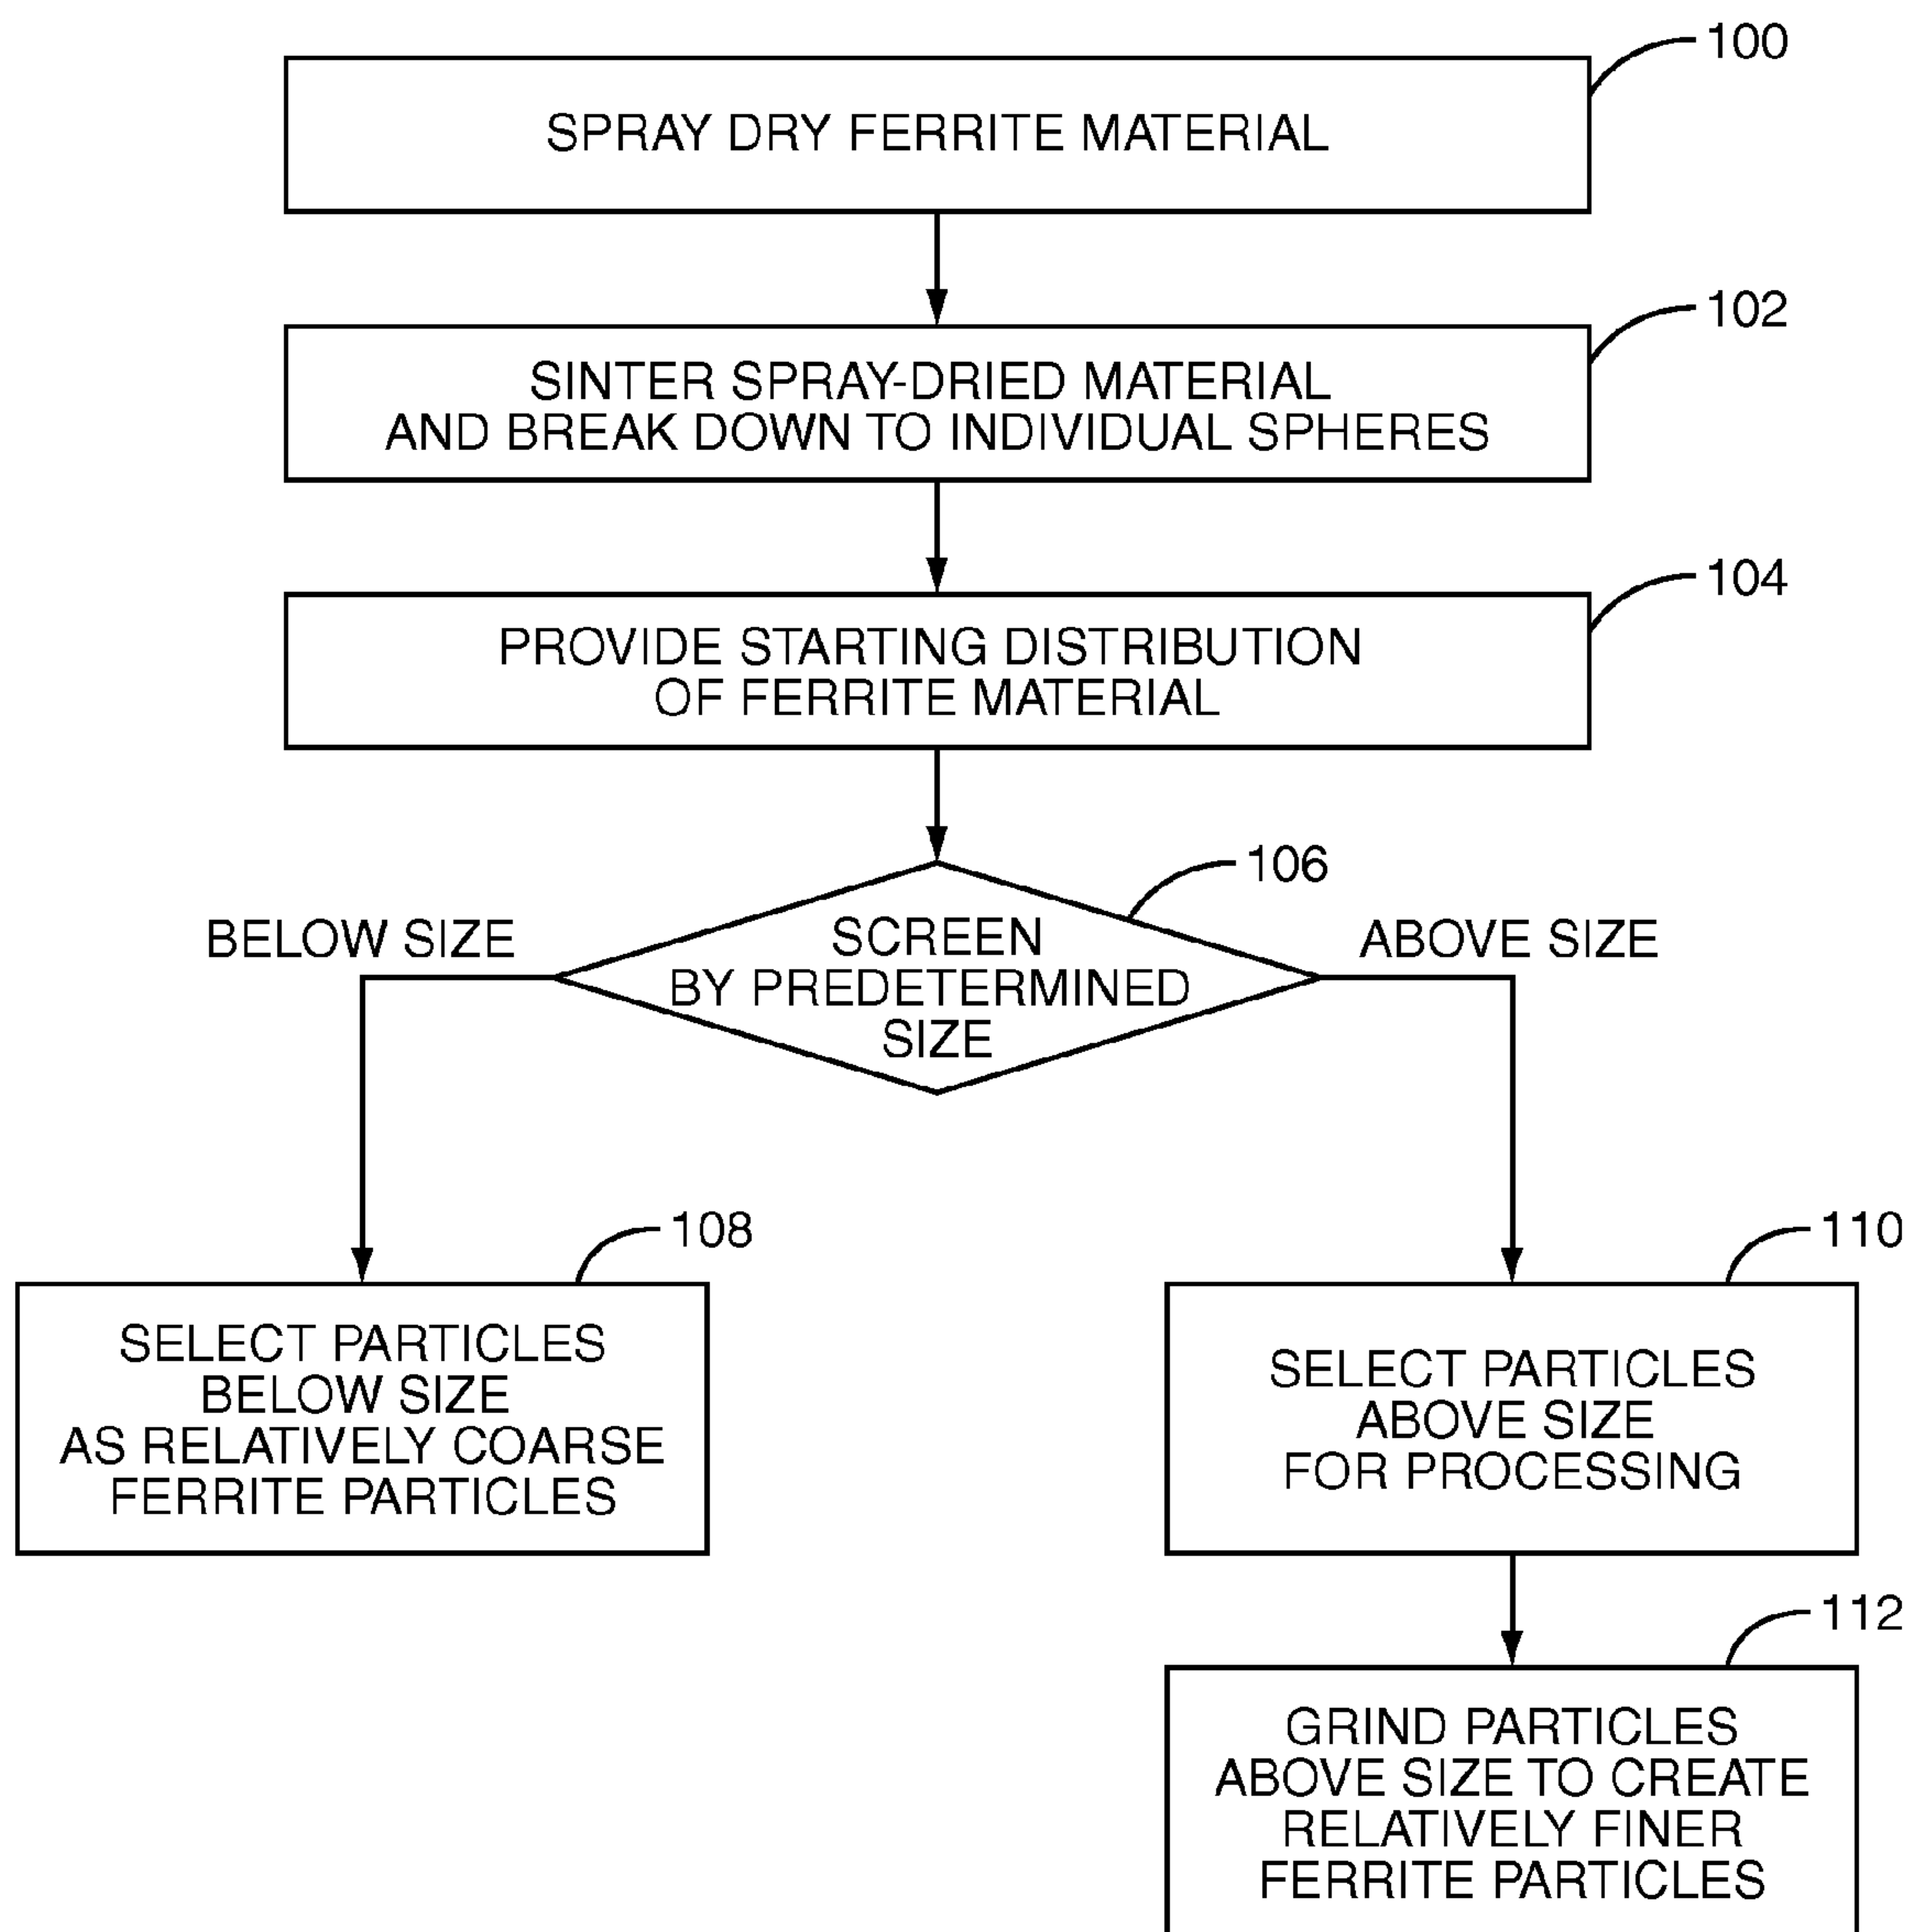 100
SPRAY DRY FERRITE MATERIAL
102
SINTER SPRAY-DRIED MATERIAL
AND BREAK DOWN TO INDIVIDUAL SPHERES
104
PROVIDE STARTING DISTRIBUTION
OF FERRITE MATERIAL
106
BELOW SIZE
SCREEN
BY PREDETERMINED
SIZE
ABOVE SIZE
108
SELECT PARTICLES
BELOW SIZE
AS RELATIVELY COARSE
FERRITE PARTICLES
110
SELECT PARTICLES
ABOVE SIZE
FOR PROCESSING
112
GRIND PARTICLES
ABOVE SIZE TO CREATE
RELATIVELY FINER
FERRITE PARTICLES